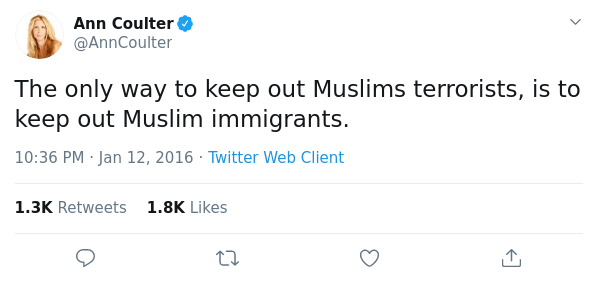 Ann Coulter
@AnnCoulter
The only way to keep out Muslims terrorists, is to
keep out Muslim immigrants.
10:36 PM · Jan 12, 2016 · Twitter Web Client
1.3K Retweets 1.8K Likes